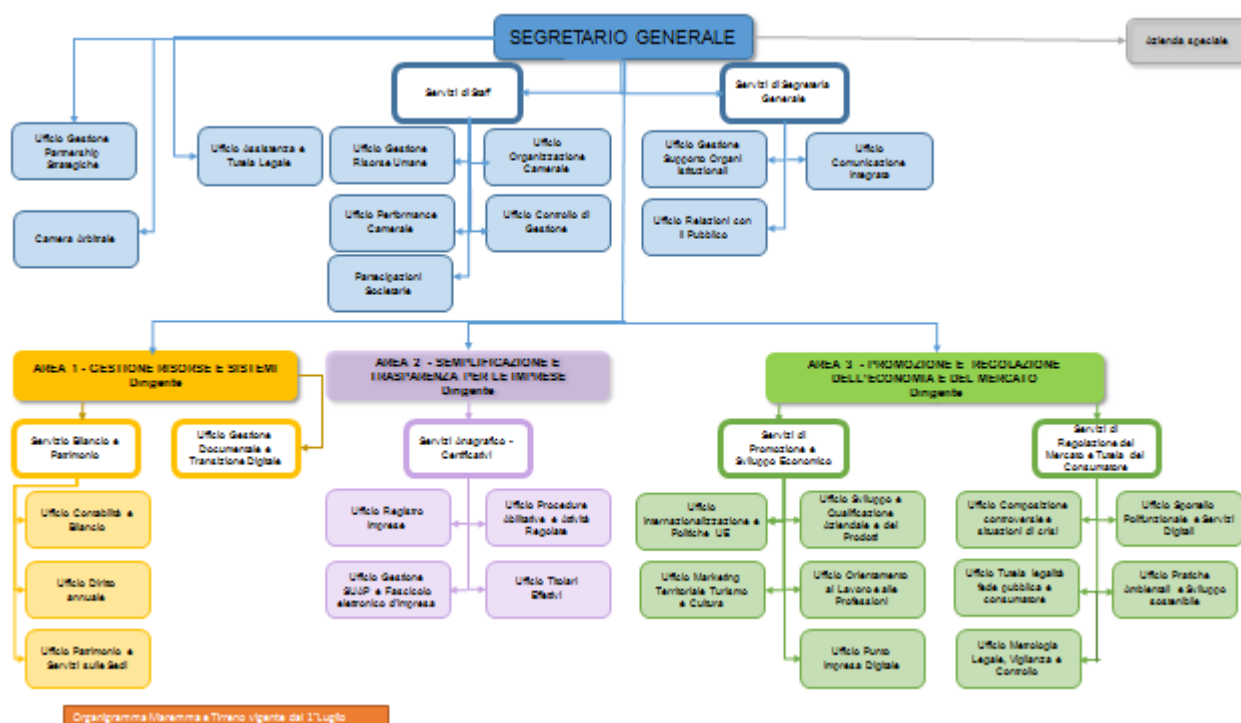 SEGRETARIO GENERALE
Azienda speciale
Servizi di Staff
Servizi di Segreteria
Generale
Ufficio Gestione
Partnership
Strategiche
Ufficio Assistenza e
Tutela Legale
Ufficio Gestione
Risorse Umane
Ufficio
Organizzazione
Camerale
Ufficio Gestione
Supporto Organi
Istituzionali
Ufficio
Comunicazione
Integrata
Camera Arbitrale
Ufficio Performance
Camerale
Ufficio Controllo di
Gestione
Ufficio Relazioni con
il Pubblico
Partecipazioni
Societarie
AREA 1 - GESTIONE RISORSE E SISTEMI
Dirigente
AREA 2 - SEMPLIFICAZIONE E
TRASPARENZA PER LE IMPRESE
Dirigente
AREA 3 - PROMOZIONE E REGOLAZIONE
DELL'ECONOMIA E DEL MERCATO
Dirigente
Servizio Bilancio e
Patrimonio
Ufficio Gestione
Documentale e
Transizione Digitale
Servizi Anagrafico -
Certificativi
Servizi di
Promozione e
Sviluppo Economico
Servizi di
Regolazione del
Mercato e Tutela del
Consumatore
Ufficio Contabilità e
Bilancio
Ufficio Registro
Imprese
Ufficio Procedure
Abilitative e Attività
Regolate
Ufficio
Internazionalizzazione e
Politiche UE
Ufficio Sviluppo e
Qualificazione
Aziendale e dei
Prodotti
Ufficio Composizione
controversie e
situazioni di crisi
Ufficio Sportello
Polifunzionale e Servizi
Digitali
Ufficio Diritto
annuale
Ufficio Gestione
SUAP e Fascicolo
elettronico d'impresa
Ufficio Titolari
Effettivi
Ufficio Marketing
Territoriale Turismo
e Cultura
Ufficio Orientamento
al Lavoro e alle
Professioni
Ufficio Tutela legalità
fede pubblica e
consumatore
Ufficio Pratiche
Ambientali e Sviluppo
sostenibile
Ufficio Patrimonio e
Servizi sulle Sedi
Ufficio Punto
Impresa Digitale
Ufficio Metrologia
Legale, Vigilanza e
Controllo
Organigramma Maremma e Tirreno vigente dal 1°Luglio